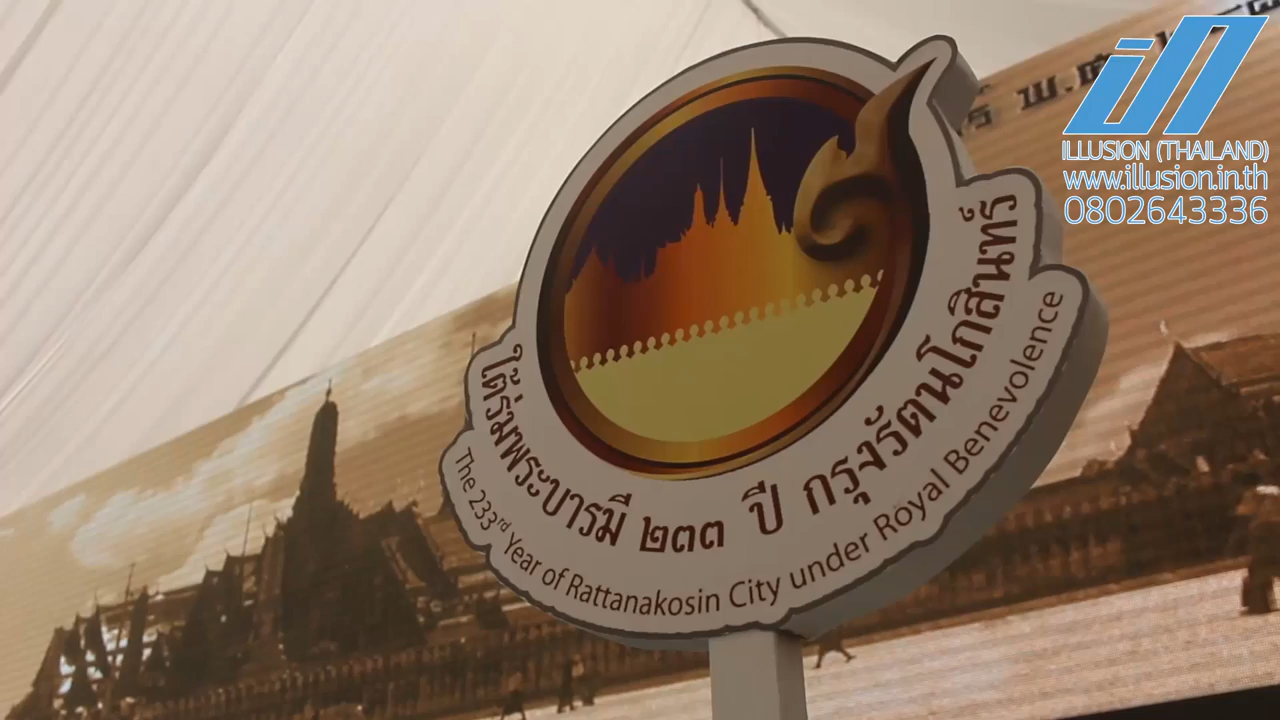 ILLUSION (THAILAND)
www.illusion.in.th
0802643336
ใต้ร่มพระบารมี ๒๓๓ ปี กรุงรัตนโกสินทร์
The 233rd Year of Rattanakosin City under Royal Benevolence